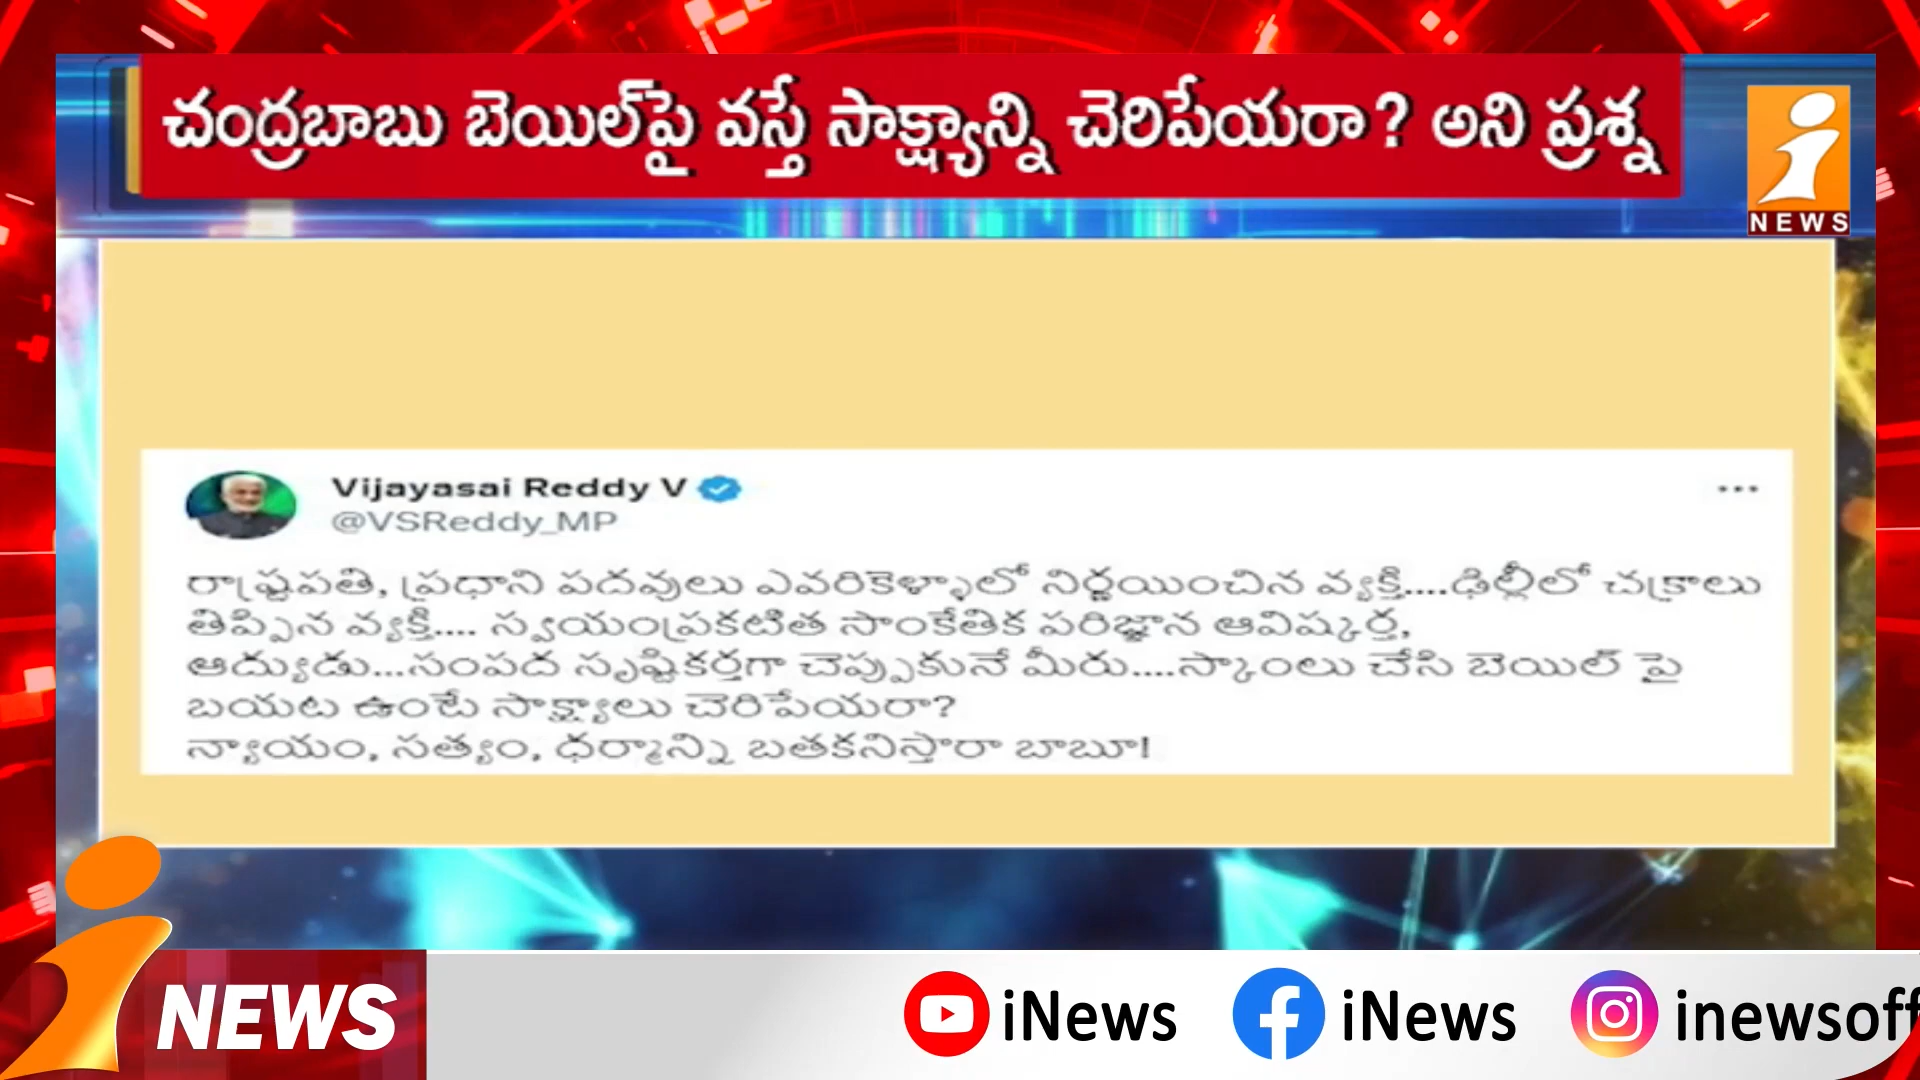 చంద్రబాబు బెయిల్‌పై వస్తే సాక్ష్యాన్ని చెరిపేయరా? అని ప్రశ్న
i
NEWS
Vijayasai Reddy V
@VSReddy_MP
రాష్ట్రపతి, ప్రధాని పదవులు ఎవరికెళ్ళాలో నిర్ణయించిన వ్యక్తి....ఢిల్లీలో చక్రాలు
తిప్పిన వ్యక్తి.... స్వయంప్రకటిత సాంకేతిక పరిజ్ఞాన ఆవిష్కర్త,
ఆద్యుడు...సంపద సృష్టికర్తగా చెప్పుకునే మీరు....స్కాంలు చేసి బెయిల్ పై
బయట ఉంటే సాక్ష్యాలు చెరిపేయరా?
న్యాయం, సత్యం, ధర్మాన్ని బతకనిస్తారా బాబూ!
i NEWS
iNews iNews inewsoff